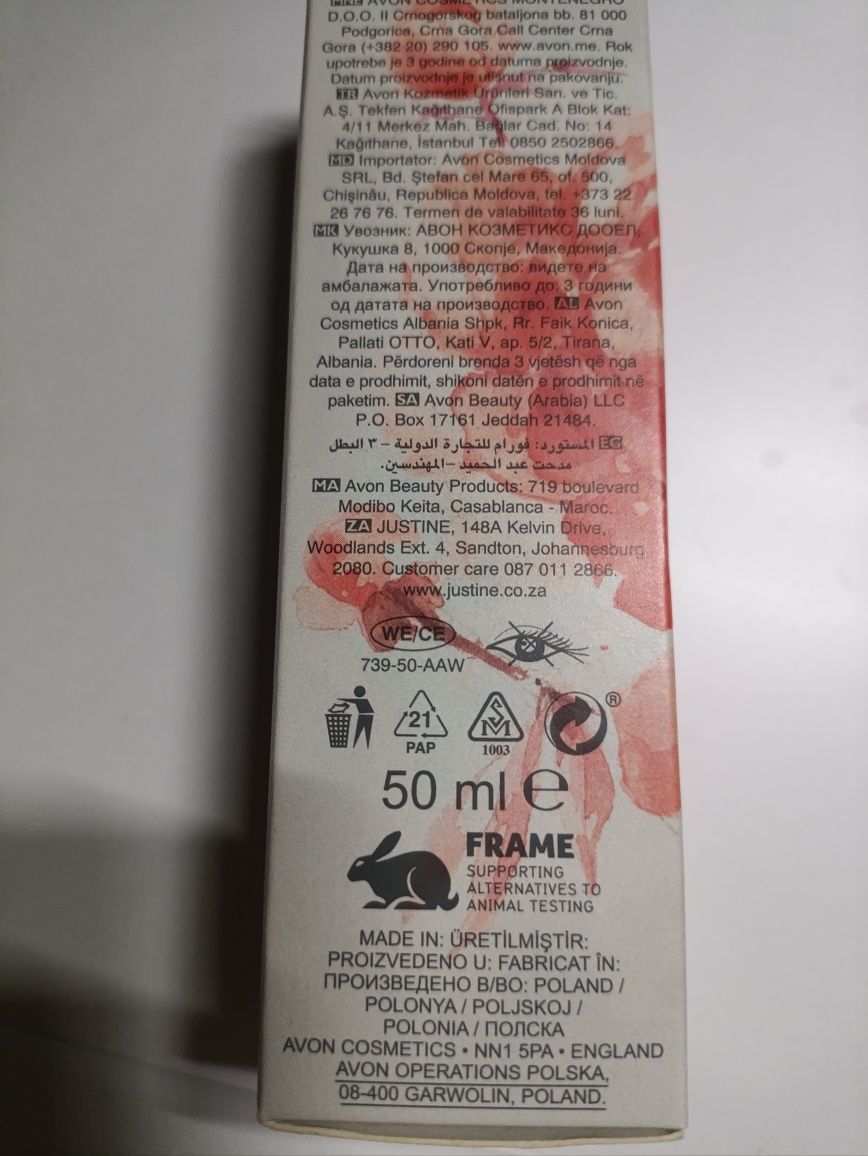 MNE AVON COSMETICS MONTENEGRO
D.O.O. II Crnogorskog bataljona bb. 81 000
Podgorica, Crna Gora Call Center Crna
Gora (+382 20) 290 105. www.avon.me. Rok
upotrebe je 3 godine od datuma proizvodnje.
Datum proizvodnje je utisnut na pakovanju.
TR Avon Kozmetik Ürünleri San. ve Tic.
A.Ş. Tekfen Kağıthane Ofispark A Blok Kat:
4/11 Merkez Mah. Bağlar Cad. No: 14
Kağıthane, İstanbul Tel: 0850 2502866.
MD Importator: Avon Cosmetics Moldova
SRL, Bd. Ştefan cel Mare 65, of. 500,
Chişinău, Republica Moldova, tel. +373 22
26 76 76. Termen de valabilitate 36 luni.
MK Увозник: АВОН КОЗМЕТИКС ДООЕЛ,
Кукушка 8, 1000 Скопје, Македонија.
Дата на производство: видете на
амбалажата. Употребливо до: 3 години
од датата на производство. AL Avon
Cosmetics Albania Shpk, Rr. Faik Konica,
Pallati OTTO, Kati V, ap. 5/2, Tirana,
Albania. Përdoreni brenda 3 vjetësh që nga
data e prodhimit, shikoni datën e prodhimit në
paketim. SA Avon Beauty (Arabia) LLC
P.O. Box 17161 Jeddah 21484.
EG المستورد: فورام للتجارة الدولية – ٣ البطل
مدحت عبد الحميد–المهندسين.
MA Avon Beauty Products: 719 boulevard
Modibo Keita, Casablanca - Maroc.
ZA JUSTINE, 148A Kelvin Drive,
Woodlands Ext. 4, Sandton, Johannesburg
2080. Customer care 087 011 2866.
www.justine.co.za
WE/CE
739-50-AAW
21
PAP
SM
1003
®
50 ml e
FRAME
SUPPORTING
ALTERNATIVES TO
ANIMAL TESTING
MADE IN: ÜRETİLMİŞTİR:
PROIZVEDENO U: FABRICAT ÎN:
ПРОИЗВЕДЕНО В/ВО: POLAND /
POLONYA / POLJSKOJ /
POLONIA / ПОЛСКА
AVON COSMETICS • NN1 5PA • ENGLAND
AVON OPERATIONS POLSKA,
08-400 GARWOLIN, POLAND.